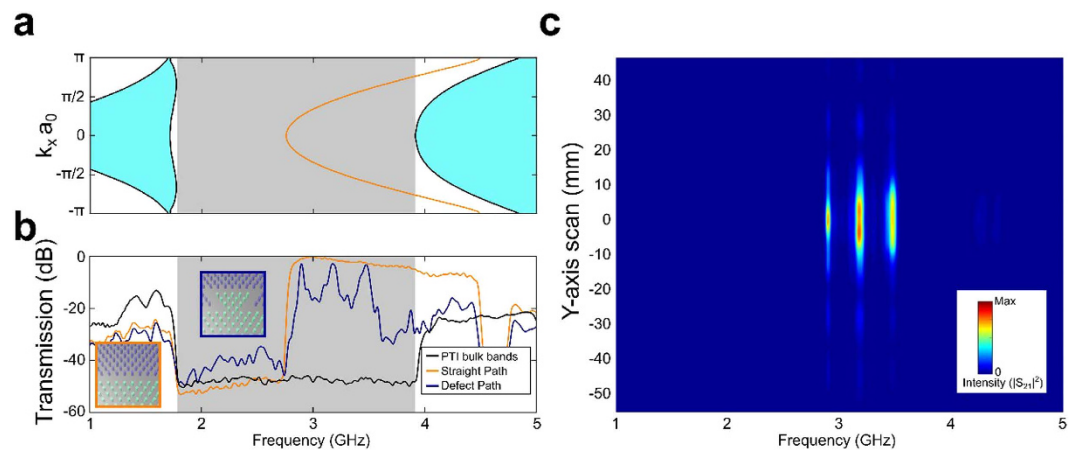 a
k_x a_0
π
π/2
0
-π/2
-π
b
Transmission (dB)
0
-20
-40
-60
PTI bulk bands
Straight Path
Defect Path
1 2 3 4 5
Frequency (GHz)
c
Y-axis scan (mm)
40
30
20
10
0
-10
-20
-30
-40
-50
Max
0
Intensity (|S_21|^2)
1 2 3 4 5
Frequency (GHz)